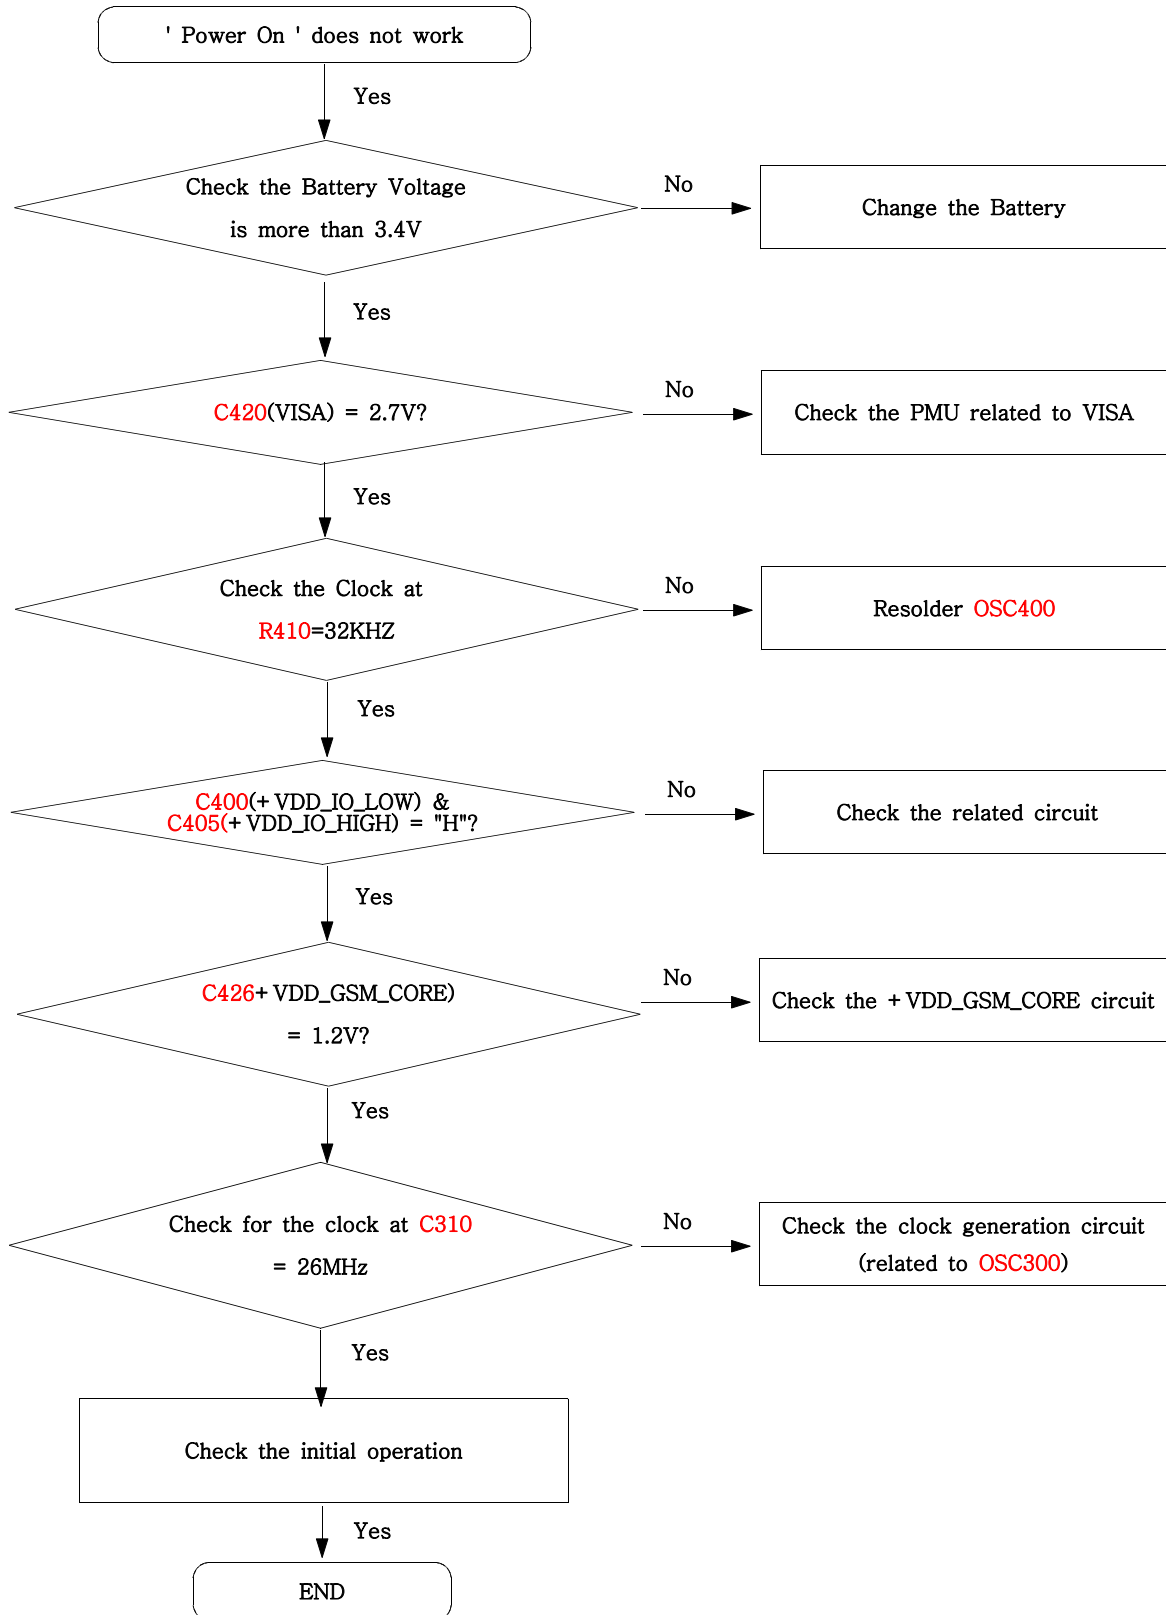 ' Power On ' does not work
Yes
Check the Battery Voltage
is more than 3.4V
No
Change the Battery
Yes
C420(VISA) = 2.7V?
No
Check the PMU related to VISA
Yes
Check the Clock at
R410=32KHZ
No
Resolder OSC400
Yes
C400(+VDD_IO_LOW) &
C405(+VDD_IO_HIGH) = "H"?
No
Check the related circuit
Yes
C426+VDD_GSM_CORE)
= 1.2V?
No
Check the +VDD_GSM_CORE circuit
Yes
Check for the clock at C310
= 26MHz
No
Check the clock generation circuit
(related to OSC300)
Yes
Check the initial operation
Yes
END